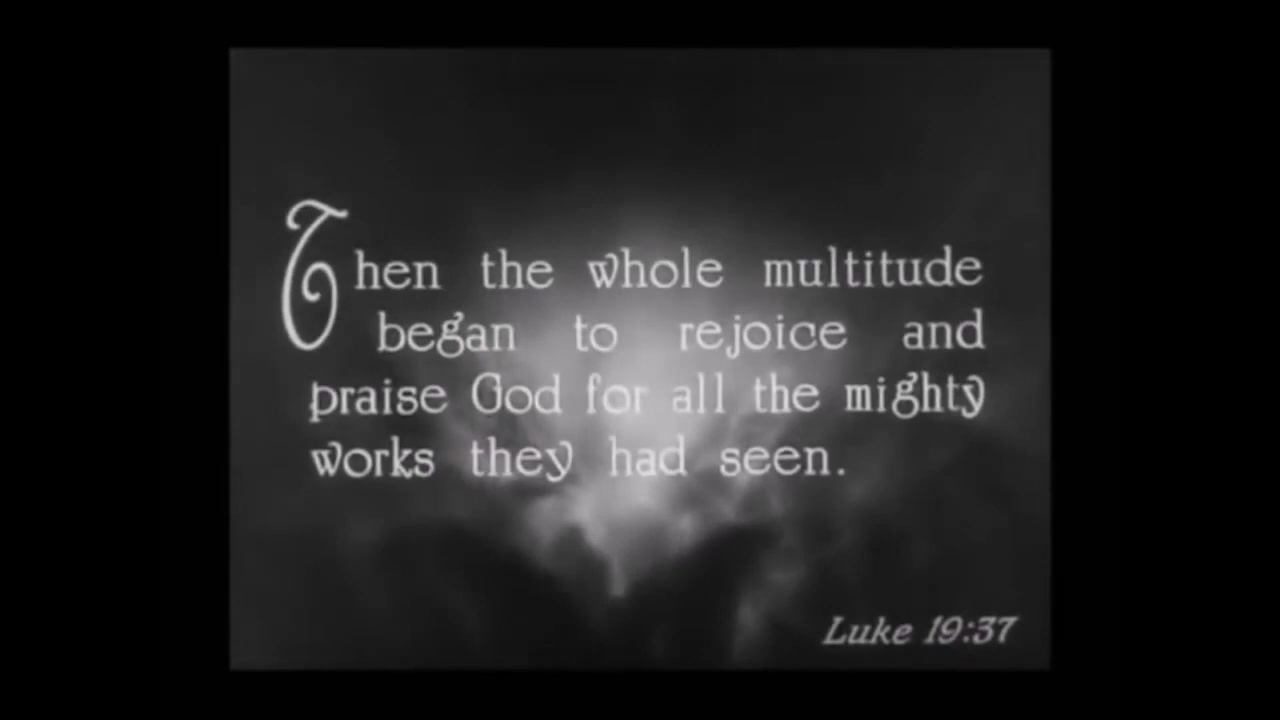 Then the whole multitude
began to rejoice and
praise God for all the mighty
works they had seen.
Luke 19:37